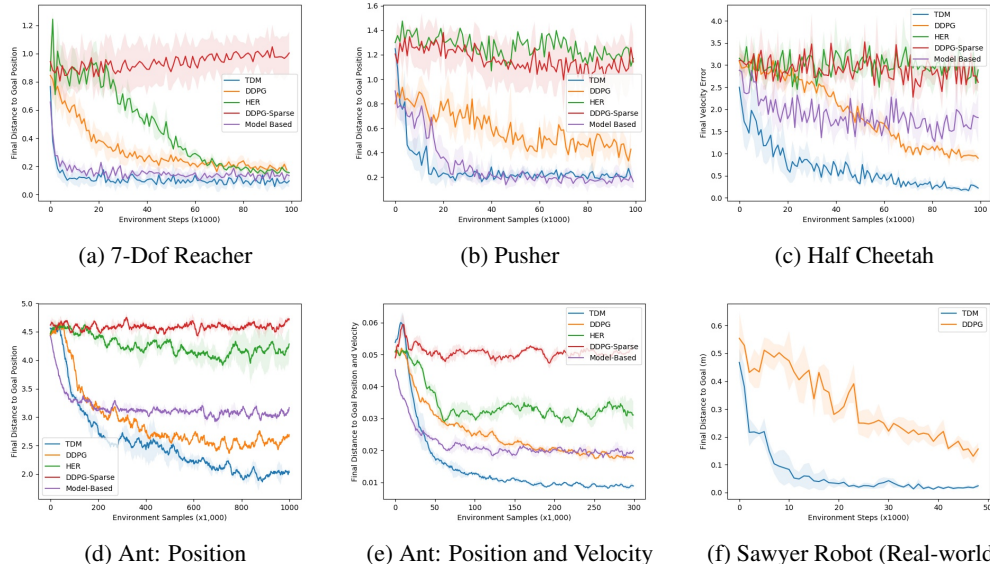 Final Distance to Goal Position
1.2
1.0
0.8
0.6
0.4
0.2
0.0
TDM
DDPG
HER
DDPG-Sparse
Model Based
0 20 40 60 80 100
Environment Steps (x1000)
(a) 7-Dof Reacher
Final Distance to Goal Position
1.6
1.4
1.2
1.0
0.8
0.6
0.4
0.2
TDM
DDPG
HER
DDPG-Sparse
Model Based
0 20 40 60 80 100
Environment Samples (x1000)
(b) Pusher
Final Velocity Error
4.0
3.5
3.0
2.5
2.0
1.5
1.0
0.5
0.0
TDM
DDPG
HER
DDPG-Sparse
Model Based
0 20 40 60 80 100
Environment Samples (x1000)
(c) Half Cheetah
Final Distance to Goal Position
5.0
4.5
4.0
3.5
3.0
2.5
2.0
TDM
DDPG
HER
DDPG-Sparse
Model-Based
0 200 400 600 800 1000
Environment Samples (x1,000)
(d) Ant: Position
Final Distance to Goal Position and Velocity
0.06
0.05
0.04
0.03
0.02
0.01
TDM
DDPG
HER
DDPG-Sparse
Model-Based
0 50 100 150 200 250 300
Environment Samples (x1,000)
(e) Ant: Position and Velocity
Final Distance to Goal (m)
0.6
0.5
0.4
0.3
0.2
0.1
0.0
TDM
DDPG
0 10 20 30 40 50
Environment Steps (x1000)
(f) Sawyer Robot (Real-world